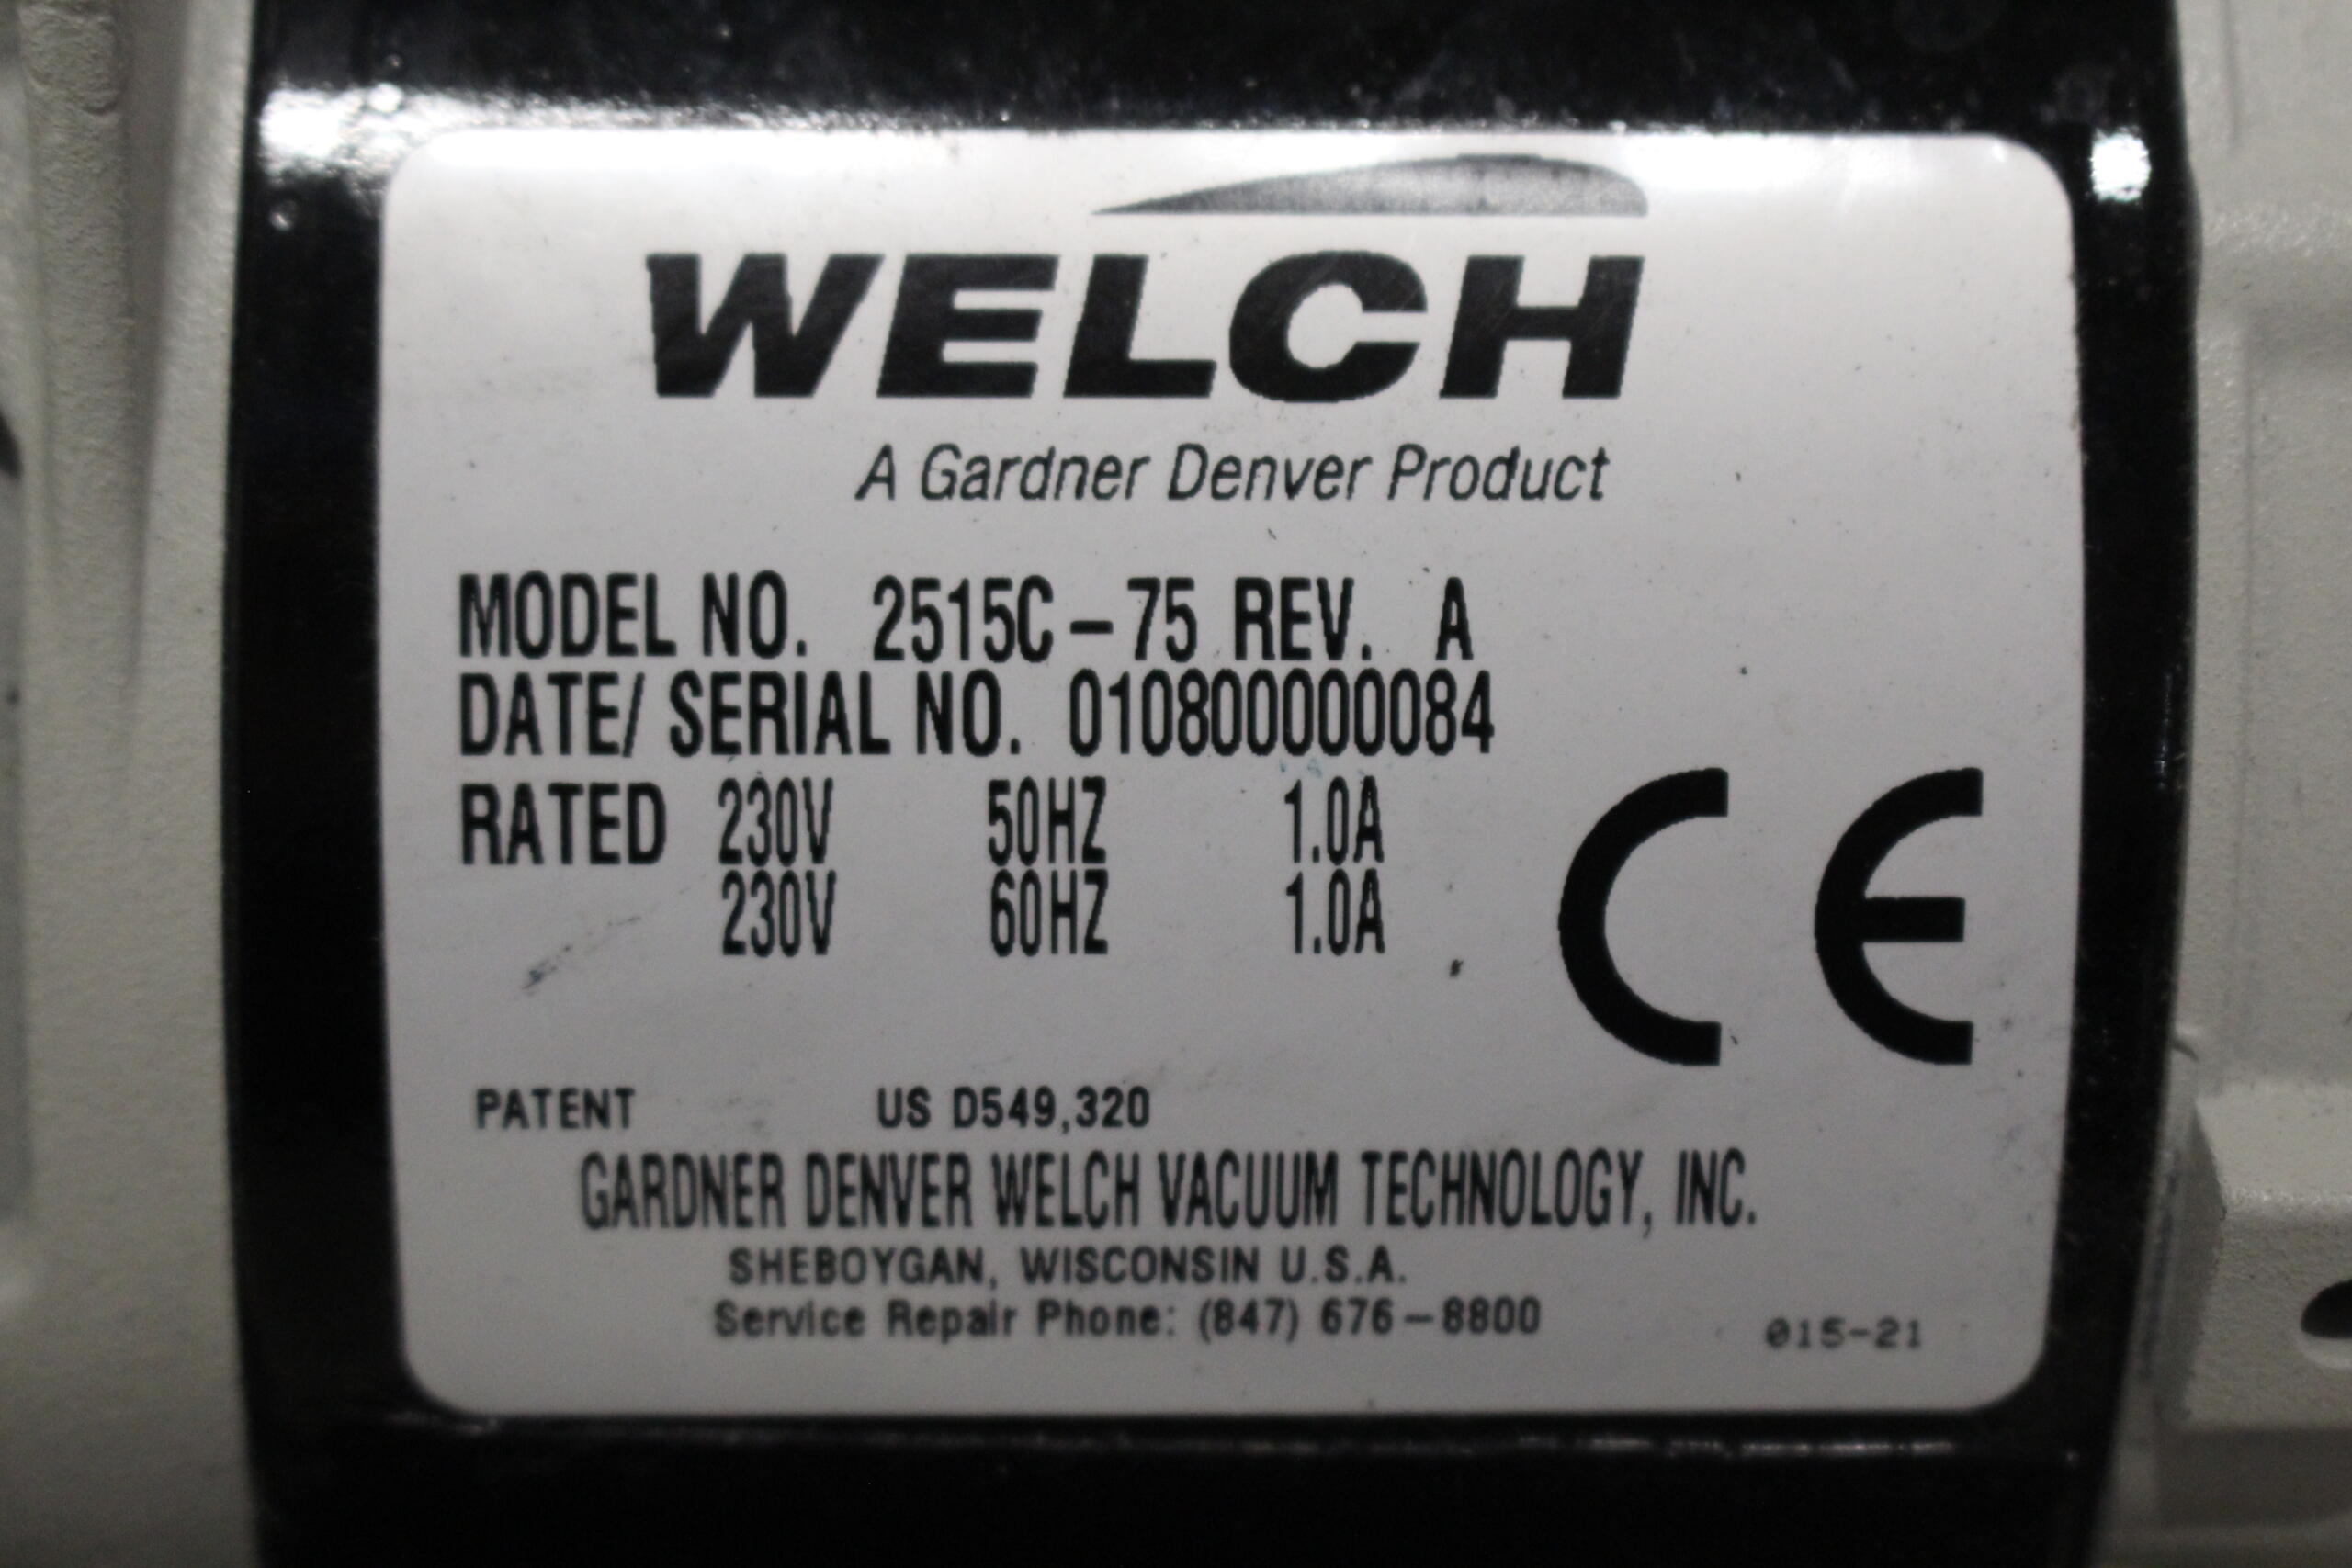 WELCH
A Gardner Denver Product
MODEL NO. 2515C-75 REV. A
DATE/ SERIAL NO. 010800000084
RATED 230V 50HZ 1.0A
230V 60HZ 1.0A
CE
PATENT US D549,320
GARDNER DENVER WELCH VACUUM TECHNOLOGY, INC.
SHEBOYGAN, WISCONSIN U.S.A.
Service Repair Phone: (847) 676-8800
015-21